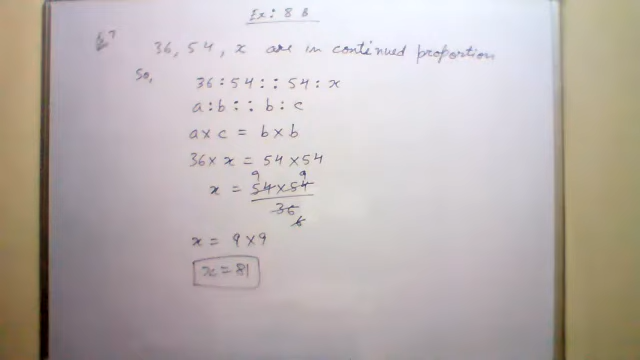 Ex: 8 B
Q.7
36, 54, x are in continued proportion
So,
36 : 54 : : 54 : x
a : b : : b : c
a x c = b x b
36 x x = 54 x 54
9 9
x = 54 x 54
36
6
x = 9 x 9
x = 81